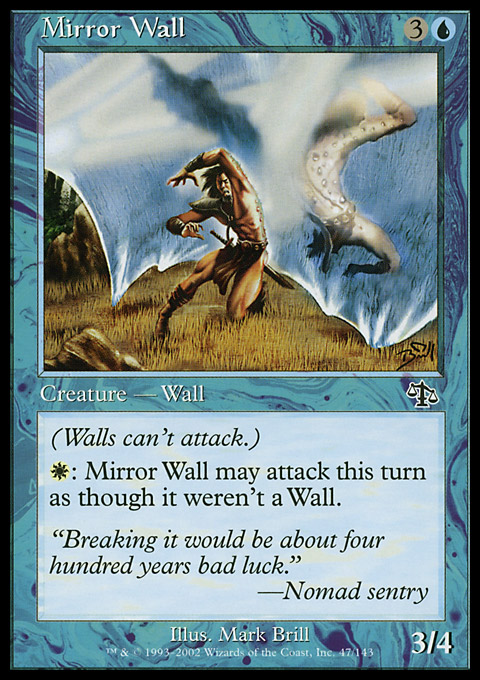 Mirror Wall 3
Creature — Wall
(Walls can't attack.)
: Mirror Wall may attack this turn
as though it weren't a Wall.
"Breaking it would be about four
hundred years bad luck."
—Nomad sentry
Illus. Mark Brill
3/4
™ & © 1993–2002 Wizards of the Coast, Inc. 47/143